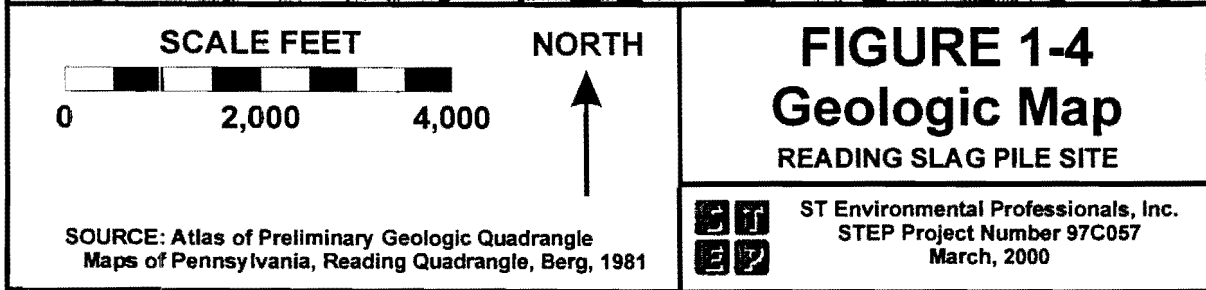 SCALE FEET
0 2,000 4,000
NORTH
SOURCE: Atlas of Preliminary Geologic Quadrangle
Maps of Pennsylvania, Reading Quadrangle, Berg, 1981
FIGURE 1-4
Geologic Map
READING SLAG PILE SITE
ST
EP
ST Environmental Professionals, Inc.
STEP Project Number 97C057
March, 2000